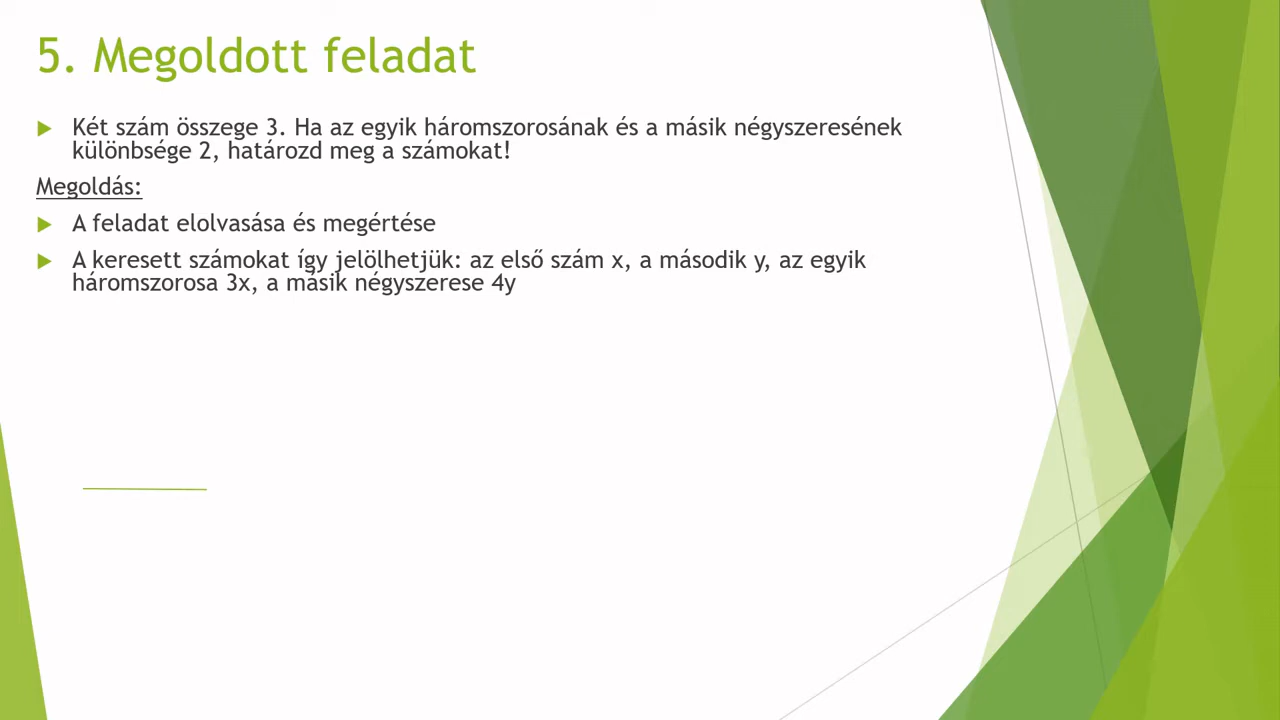 5. Megoldott feladat
Két szám összege 3. Ha az egyik háromszorosának és a másik négyszeresének
különbsége 2, határozd meg a számokat!
Megoldás:
A feladat elolvasása és megértése
A keresett számokat így jelölhetjük: az első szám x, a második y, az egyik
háromszorosa 3x, a másik négyszerese 4y